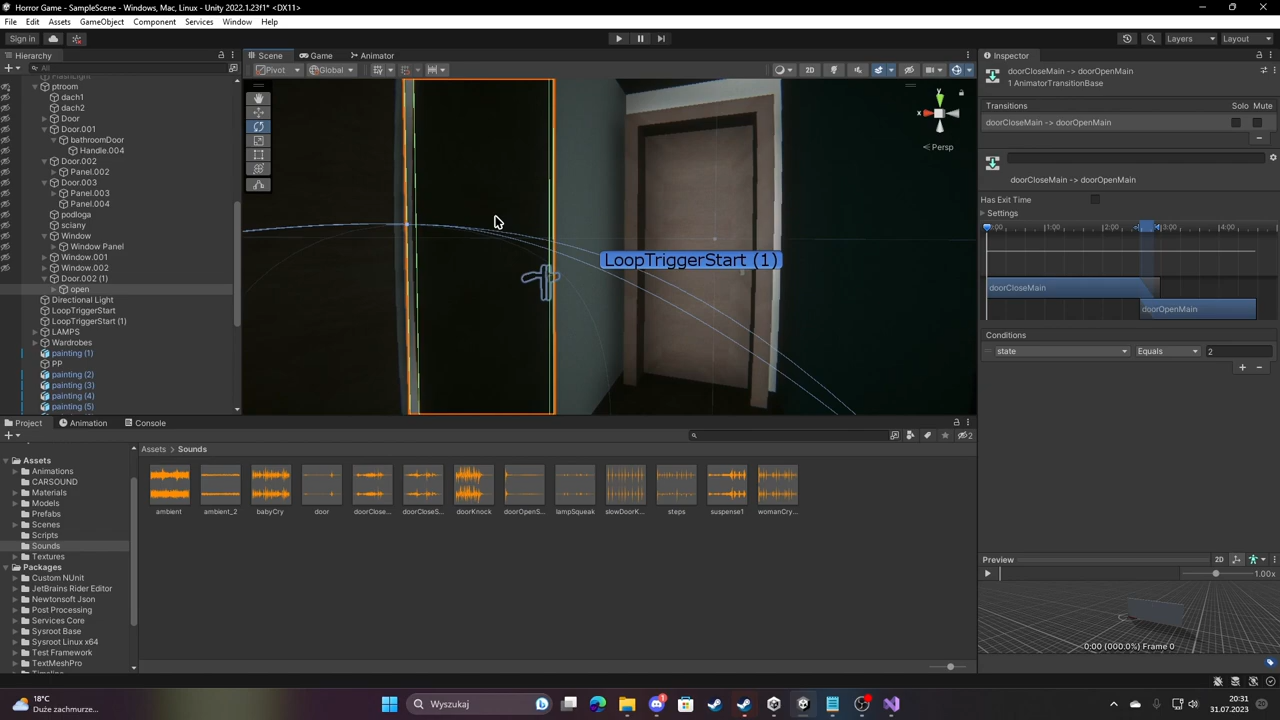 Horror Game - SampleScene - Windows, Mac, Linux - Unity 2022.1.23f1* <DX11>
File Edit Assets GameObject Component Services Window Help
Sign in Layers Layout
Hierarchy Scene Game Animator Inspector
All Pivot Global 2D
FlashLight
ptroom
dach1
dach2
Door
Door.001
bathroomDoor
Handle.004
Door.002
Panel.002
Door.003
Panel.003
Panel.004
podloga
sciany
Window
Window Panel
Window.001
Window.002
Door.002 (1)
open
Directional Light
LoopTriggerStart
LoopTriggerStart (1)
LAMPS
Wardrobes
painting (1)
PP
painting (2)
painting (3)
painting (4)
painting (5)
y
x
Persp
LoopTriggerStart (1)
doorCloseMain -> doorOpenMain
1 AnimatorTransitionBase
Transitions Solo Mute
doorCloseMain -> doorOpenMain
doorCloseMain -> doorOpenMain
Has Exit Time
Settings
:00 3:00 4:00
doorCloseMain
doorOpenMain
Conditions
state Equals 2
Preview 2D
1.00x
0:00 (000.0%) Frame 0
Project Animation Console
2
Assets
Animations
CARSOUND
Materials
Models
Prefabs
Scenes
Scripts
Sounds
Textures
Packages
Custom NUnit
JetBrains Rider Editor
Newtonsoft Json
Post Processing
Services Core
Sysroot Base
Sysroot Linux x64
Test Framework
TextMeshPro
Timeline
Assets > Sounds
ambient ambient_2 babyCry door doorClose... doorCloseS... doorKnock doorOpenS... lampSqueak slowDoorK... steps suspense1 womanCry...
18°C
Duże zachmurze...
Wyszukaj
20:31
31.07.2023